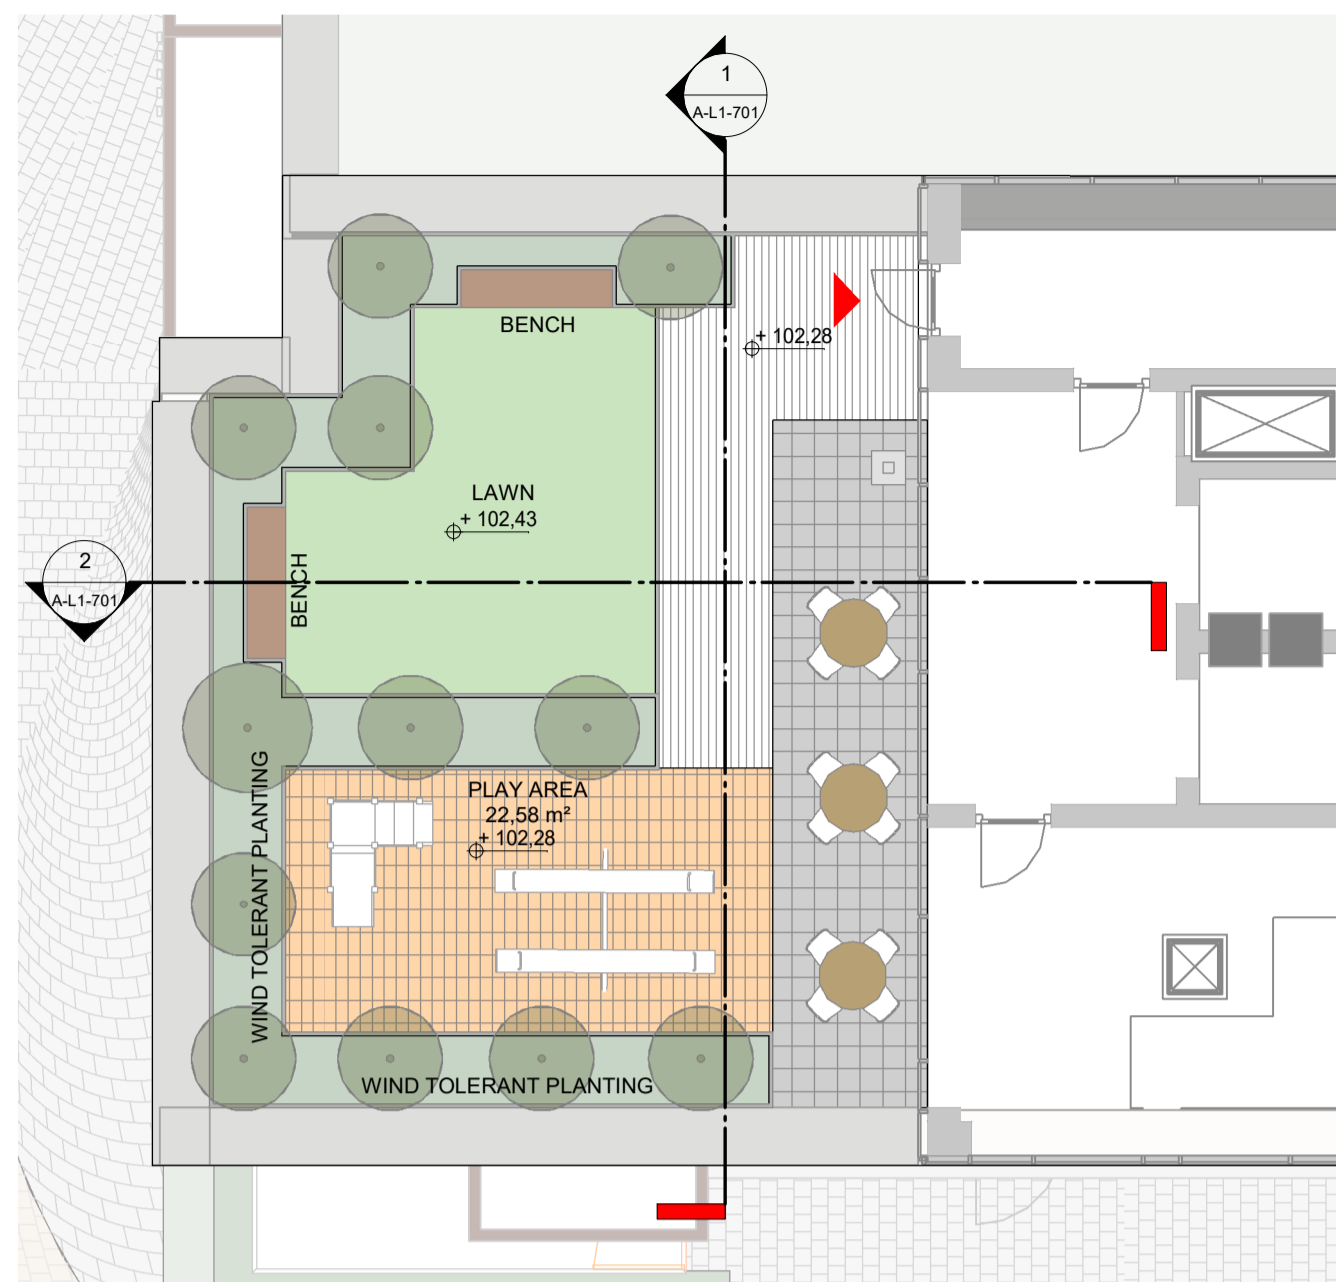 1
A-L1-701
BENCH
+ 102,28
LAWN
+ 102,43
2
A-L1-701
BENCH
PLAY AREA
22,58 m²
+ 102,28
WIND TOLERANT PLANTING
WIND TOLERANT PLANTING